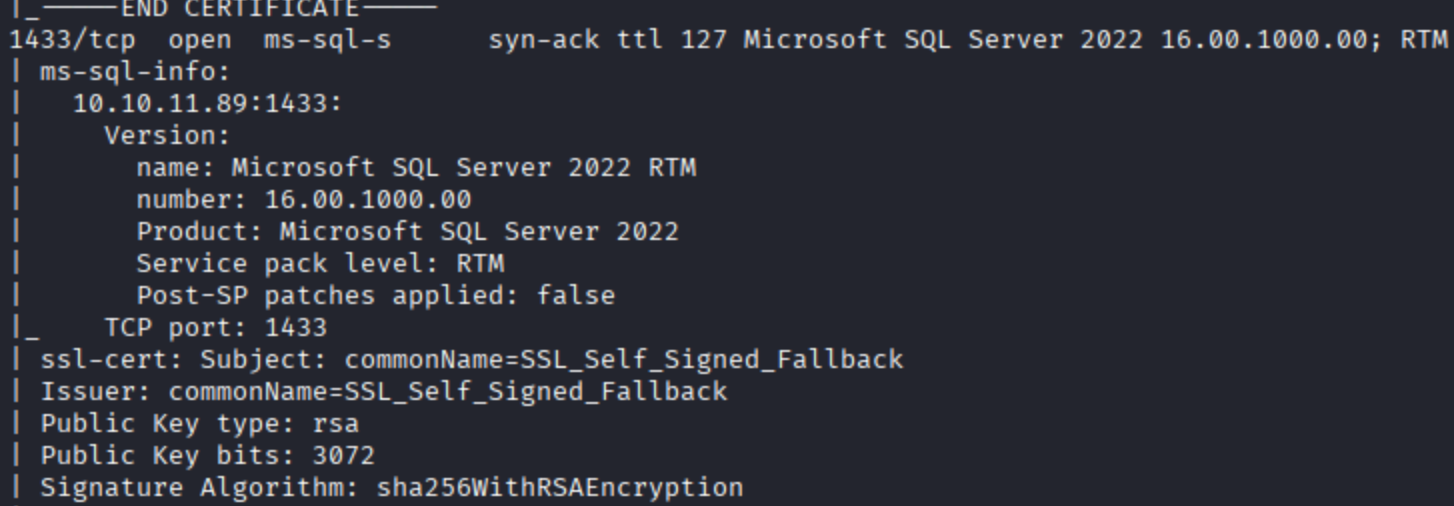 |_-----END CERTIFICATE-----
1433/tcp  open  ms-sql-s      syn-ack ttl 127 Microsoft SQL Server 2022 16.00.1000.00; RTM
| ms-sql-info:
|   10.10.11.89:1433:
|     Version:
|       name: Microsoft SQL Server 2022 RTM
|       number: 16.00.1000.00
|       Product: Microsoft SQL Server 2022
|       Service pack level: RTM
|       Post-SP patches applied: false
|_    TCP port: 1433
| ssl-cert: Subject: commonName=SSL_Self_Signed_Fallback
| Issuer: commonName=SSL_Self_Signed_Fallback
| Public Key type: rsa
| Public Key bits: 3072
| Signature Algorithm: sha256WithRSAEncryption